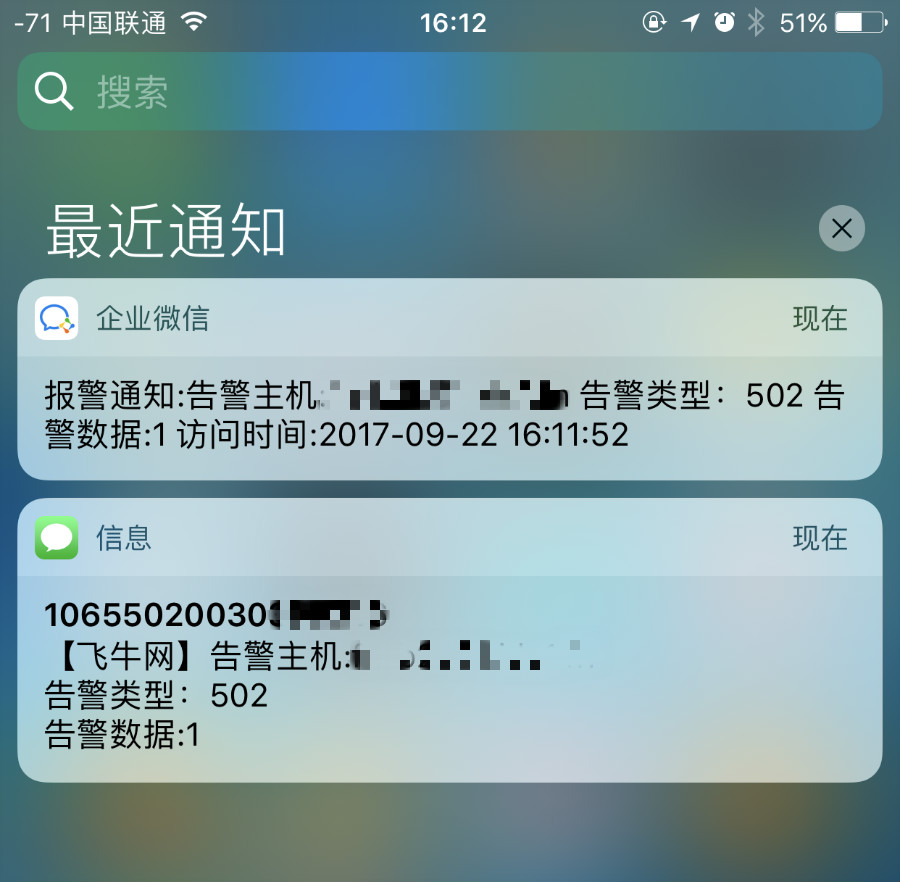 -71 中国联通 16:12 51%
搜索
最近通知
企业微信 现在
报警通知:告警主机: 告警类型：502 告
警数据:1 访问时间:2017-09-22 16:11:52
信息 现在
10655020030
【飞牛网】告警主机:
告警类型：502
告警数据:1